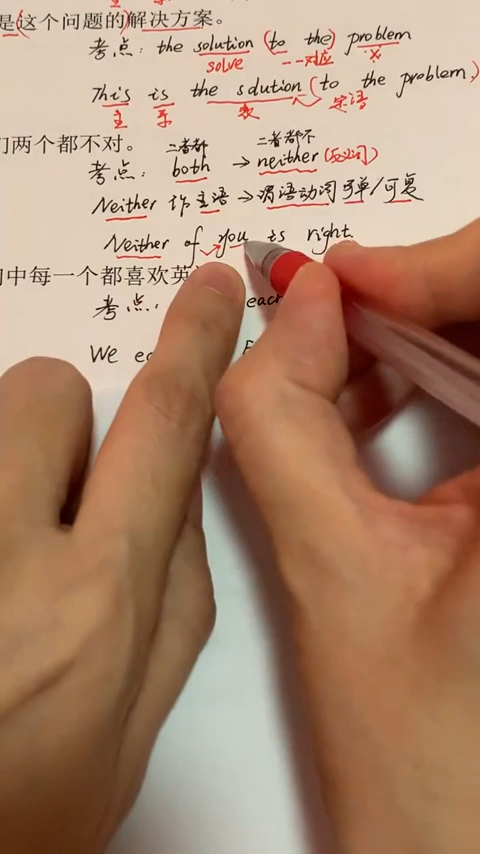 是(这个问题的)解决方案。
考点: the solution (to the) problem
solve 一一对应
This is the solution (to the problem)
主 系 表 定语
们两个都不对。 二者都 二者都不
考点: both → neither (反义词)
Neither 作主语 → 谓语动词可单/可复
Neither of you is right.
中每一个都喜欢英
考点: each
We